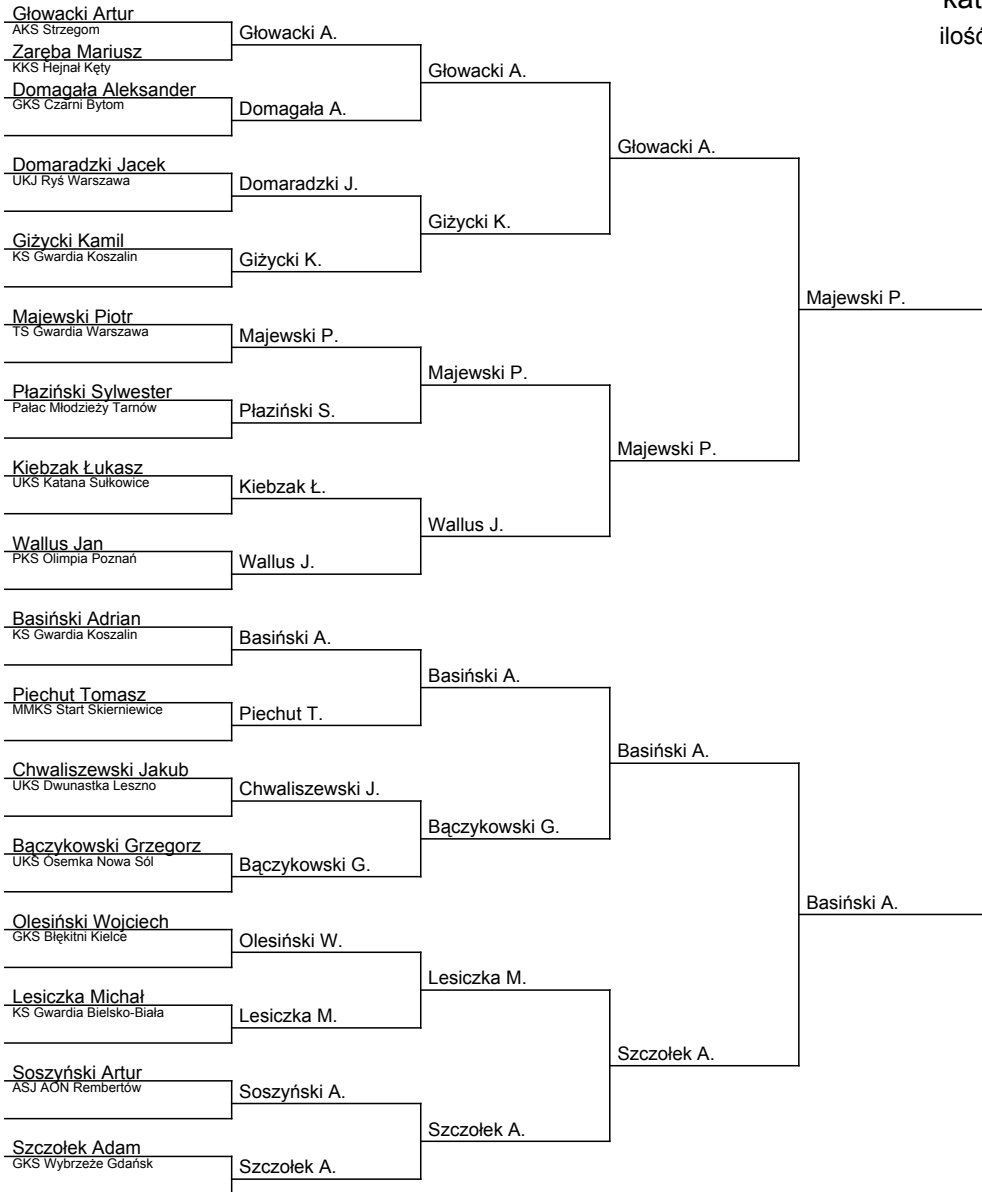 Głowacki Artur
AKS Strzegom
Zaręba Mariusz
KKS Hejnał Kęty
Domagała Aleksander
GKS Czarni Bytom
Domaradzki Jacek
UKJ Ryś Warszawa
Giżycki Kamil
KS Gwardia Koszalin
Majewski Piotr
TS Gwardia Warszawa
Płaziński Sylwester
Pałac Młodzieży Tarnów
Kiebzak Łukasz
UKS Katana Sułkowice
Wallus Jan
PKS Olimpia Poznań
Basiński Adrian
KS Gwardia Koszalin
Piechut Tomasz
MMKS Start Skierniewice
Chwaliszewski Jakub
UKS Dwunastka Leszno
Bączykowski Grzegorz
UKS Ósemka Nowa Sól
Olesiński Wojciech
GKS Błękitni Kielce
Lesiczka Michał
KS Gwardia Bielsko-Biała
Soszyński Artur
ASJ AON Rembertów
Szczołek Adam
GKS Wybrzeże Gdańsk
Głowacki A.
Domagała A.
Domaradzki J.
Giżycki K.
Majewski P.
Płaziński S.
Kiebzak Ł.
Wallus J.
Basiński A.
Piechut T.
Chwaliszewski J.
Bączykowski G.
Olesiński W.
Lesiczka M.
Soszyński A.
Szczołek A.
Głowacki A.
Giżycki K.
Majewski P.
Wallus J.
Basiński A.
Bączykowski G.
Lesiczka M.
Szczołek A.
Głowacki A.
Majewski P.
Basiński A.
Szczołek A.
Majewski P.
Basiński A.
kat
ilość